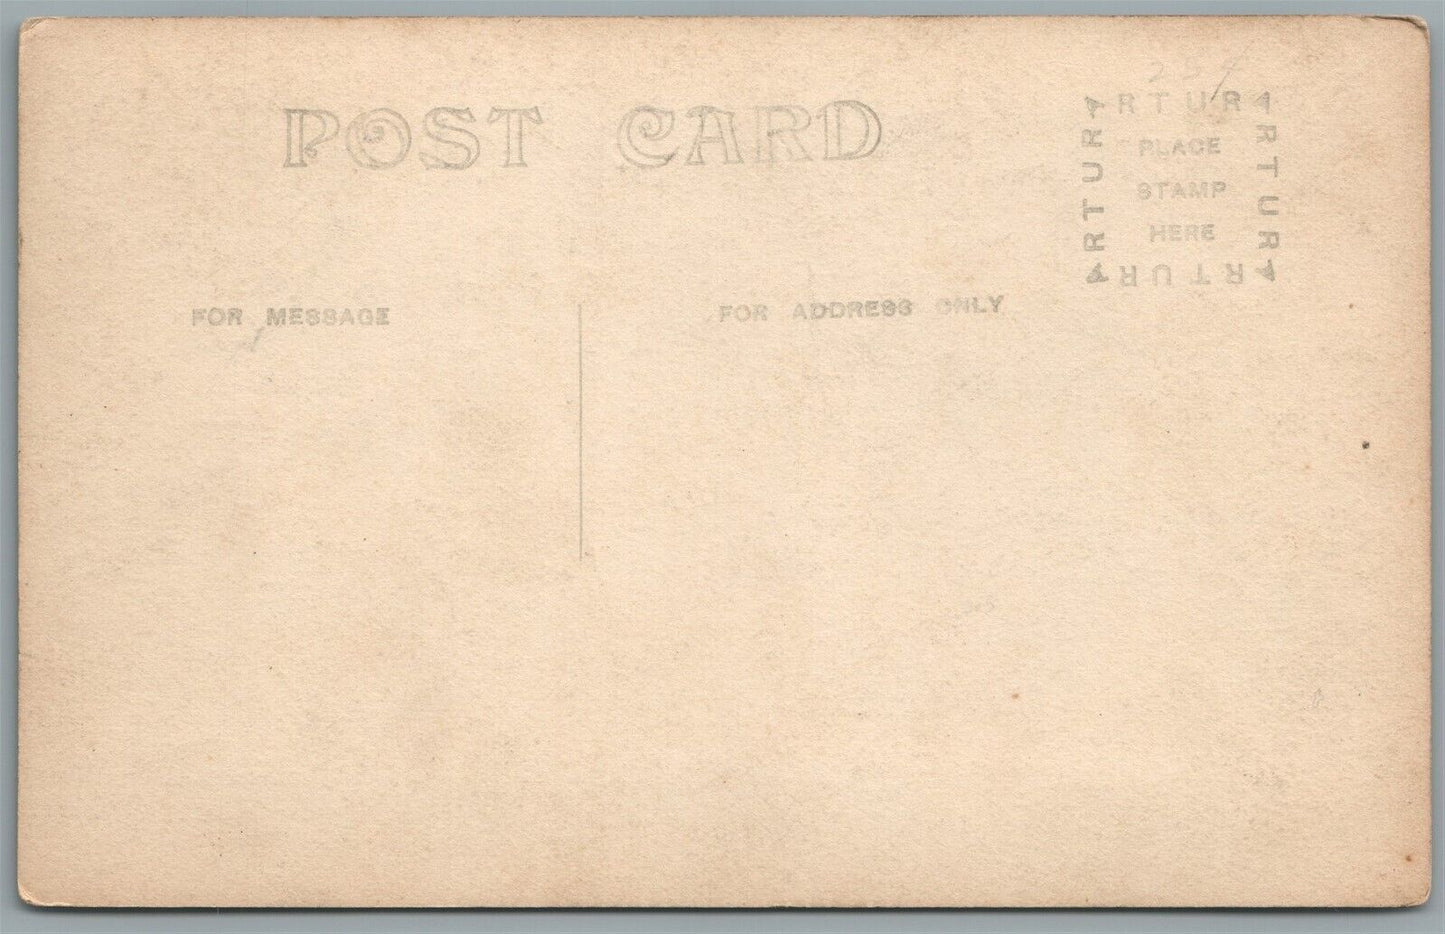 POST CARD
ARTURA
PLACE
STAMP
HERE
ARTURA
ARTURA
ARTURA
FOR MESSAGE
FOR ADDRESS ONLY